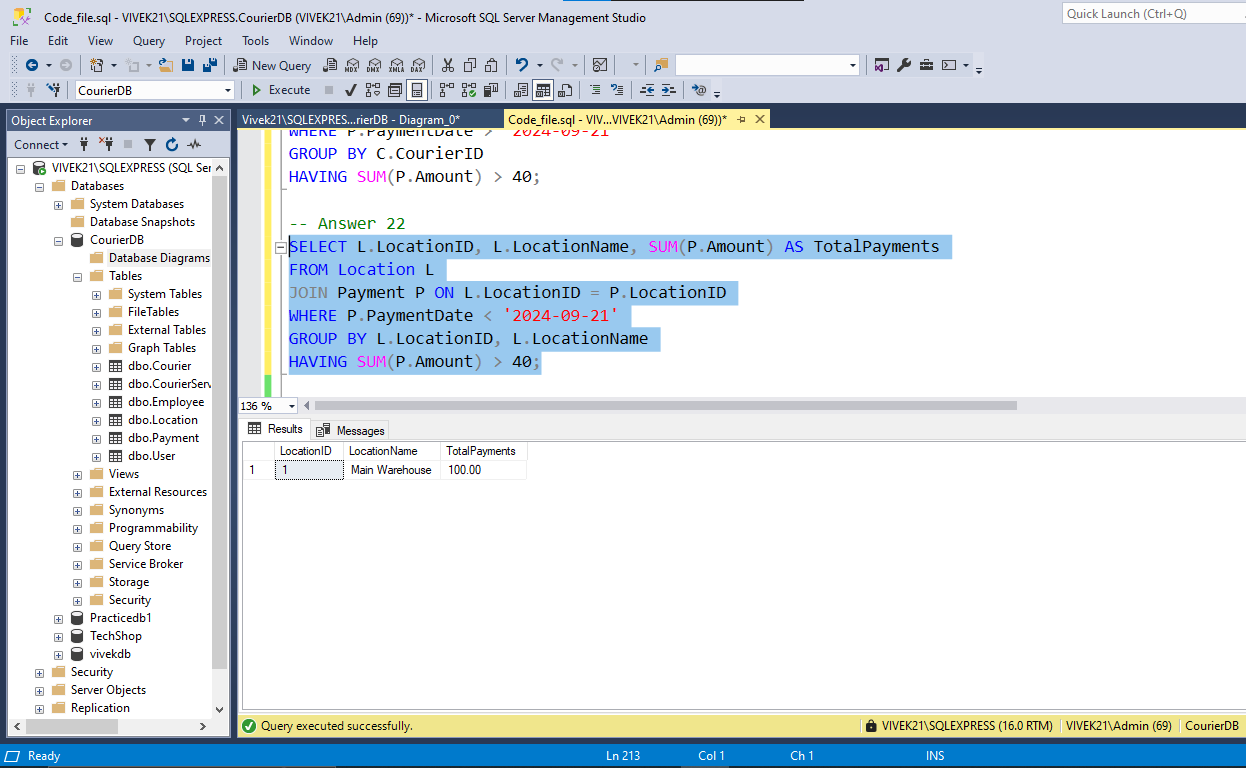 Code_file.sql - VIVEK21\SQLEXPRESS.CourierDB (VIVEK21\Admin (69))* - Microsoft SQL Server Management Studio
Quick Launch (Ctrl+Q)
File Edit View Query Project Tools Window Help
New Query MDX DMX XMLA DAX
CourierDB Execute
Object Explorer
Vivek21\SQLEXPRES...rierDB - Diagram_0*
Code_file.sql - VIV...VIVEK21\Admin (69))*
Connect
VIVEK21\SQLEXPRESS (SQL Ser
Databases
System Databases
Database Snapshots
CourierDB
Database Diagrams
Tables
System Tables
FileTables
External Tables
Graph Tables
dbo.Courier
dbo.CourierServ
dbo.Employee
dbo.Location
dbo.Payment
dbo.User
Views
External Resources
Synonyms
Programmability
Query Store
Service Broker
Storage
Security
Practicedb1
TechShop
vivekdb
Security
Server Objects
Replication
WHERE P.PaymentDate > '2024-09-21'
GROUP BY C.CourierID
HAVING SUM(P.Amount) > 40;
-- Answer 22
SELECT L.LocationID, L.LocationName, SUM(P.Amount) AS TotalPayments
FROM Location L
JOIN Payment P ON L.LocationID = P.LocationID
WHERE P.PaymentDate < '2024-09-21'
GROUP BY L.LocationID, L.LocationName
HAVING SUM(P.Amount) > 40;
136 %
Results Messages
LocationID LocationName TotalPayments
1 1 Main Warehouse 100.00
Query executed successfully.
VIVEK21\SQLEXPRESS (16.0 RTM) VIVEK21\Admin (69) CourierDB
Ready Ln 213 Col 1 Ch 1 INS